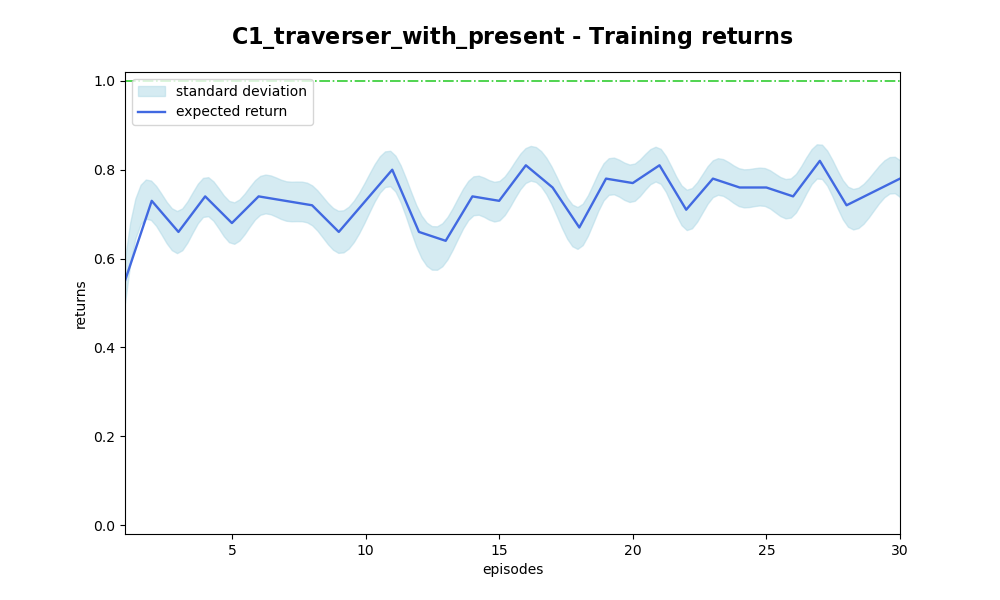 C1_traverser_with_present - Training returns
1.0
standard deviation
expected return
0.8
0.6
returns
0.4
0.2
0.0
5
10
15
20
25
30
episodes